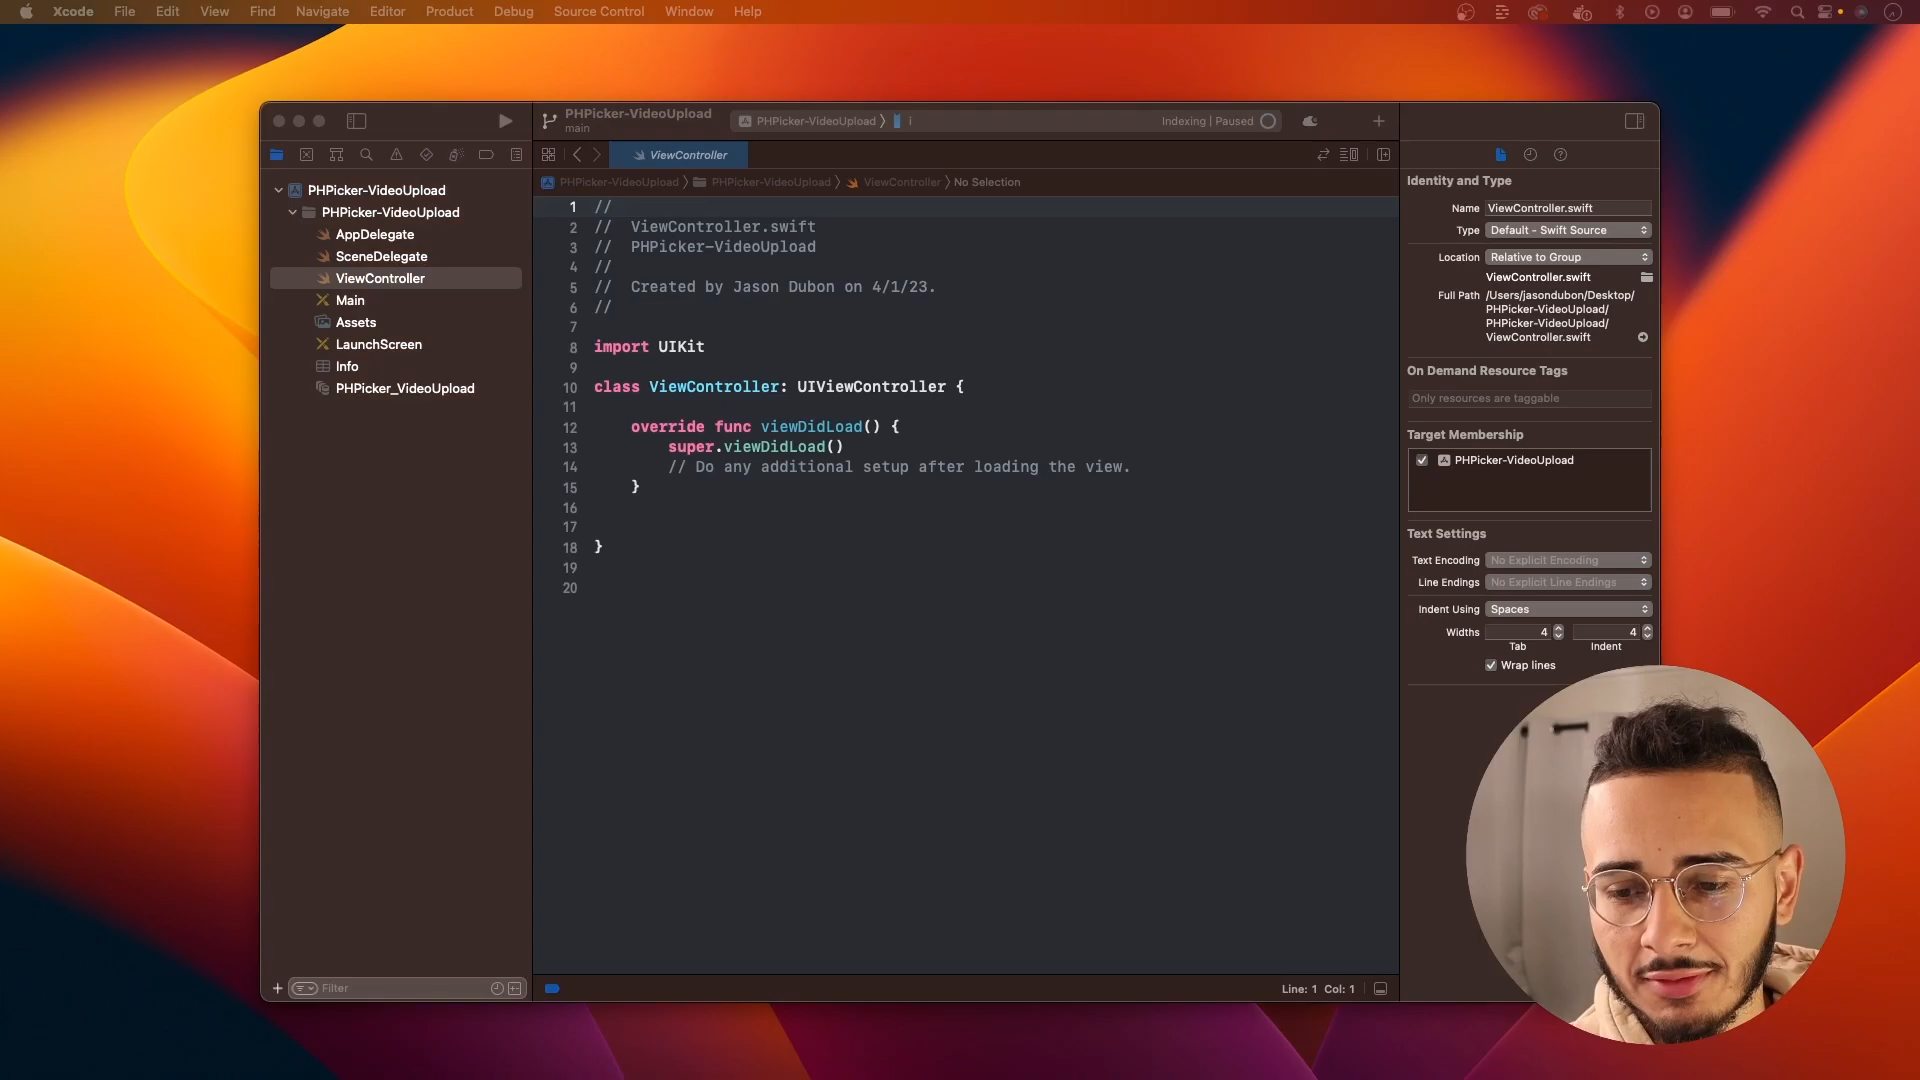 Xcode File Edit View Find Navigate Editor Product Debug Source Control Window Help
PHPicker-VideoUpload
main
PHPicker-VideoUpload 〉 i
Indexing | Paused
ViewController
PHPicker-VideoUpload 〉 PHPicker-VideoUpload 〉 ViewController 〉 No Selection
PHPicker-VideoUpload
PHPicker-VideoUpload
AppDelegate
SceneDelegate
ViewController
Main
Assets
LaunchScreen
Info
PHPicker_VideoUpload
Filter
1 //
2 //  ViewController.swift
3 //  PHPicker-VideoUpload
4 //
5 //  Created by Jason Dubon on 4/1/23.
6 //
7
8 import UIKit
9
10 class ViewController: UIViewController {
11
12     override func viewDidLoad() {
13         super.viewDidLoad()
14         // Do any additional setup after loading the view.
15     }
16
17
18 }
19
20
Line: 1 Col: 1
Identity and Type
Name ViewController.swift
Type Default - Swift Source
Location Relative to Group
ViewController.swift
Full Path /Users/jasondubon/Desktop/
PHPicker-VideoUpload/
PHPicker-VideoUpload/
ViewController.swift
On Demand Resource Tags
Only resources are taggable
Target Membership
PHPicker-VideoUpload
Text Settings
Text Encoding No Explicit Encoding
Line Endings No Explicit Line Endings
Indent Using Spaces
Widths 4 4
Tab Indent
Wrap lines